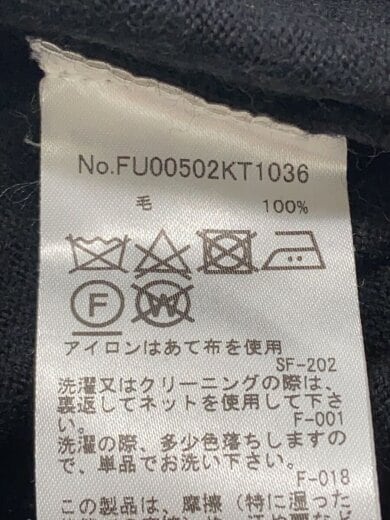 No.FU00502KT1036
毛 100%
F W
アイロンはあて布を使用
SF-202
洗濯又はクリーニングの際は、
裏返してネットを使用して下さ
い。 F-001
洗濯の際、多少色落ちしますの
で、単品でお洗い下さい。
F-018
この製品は、摩擦（特に湿った